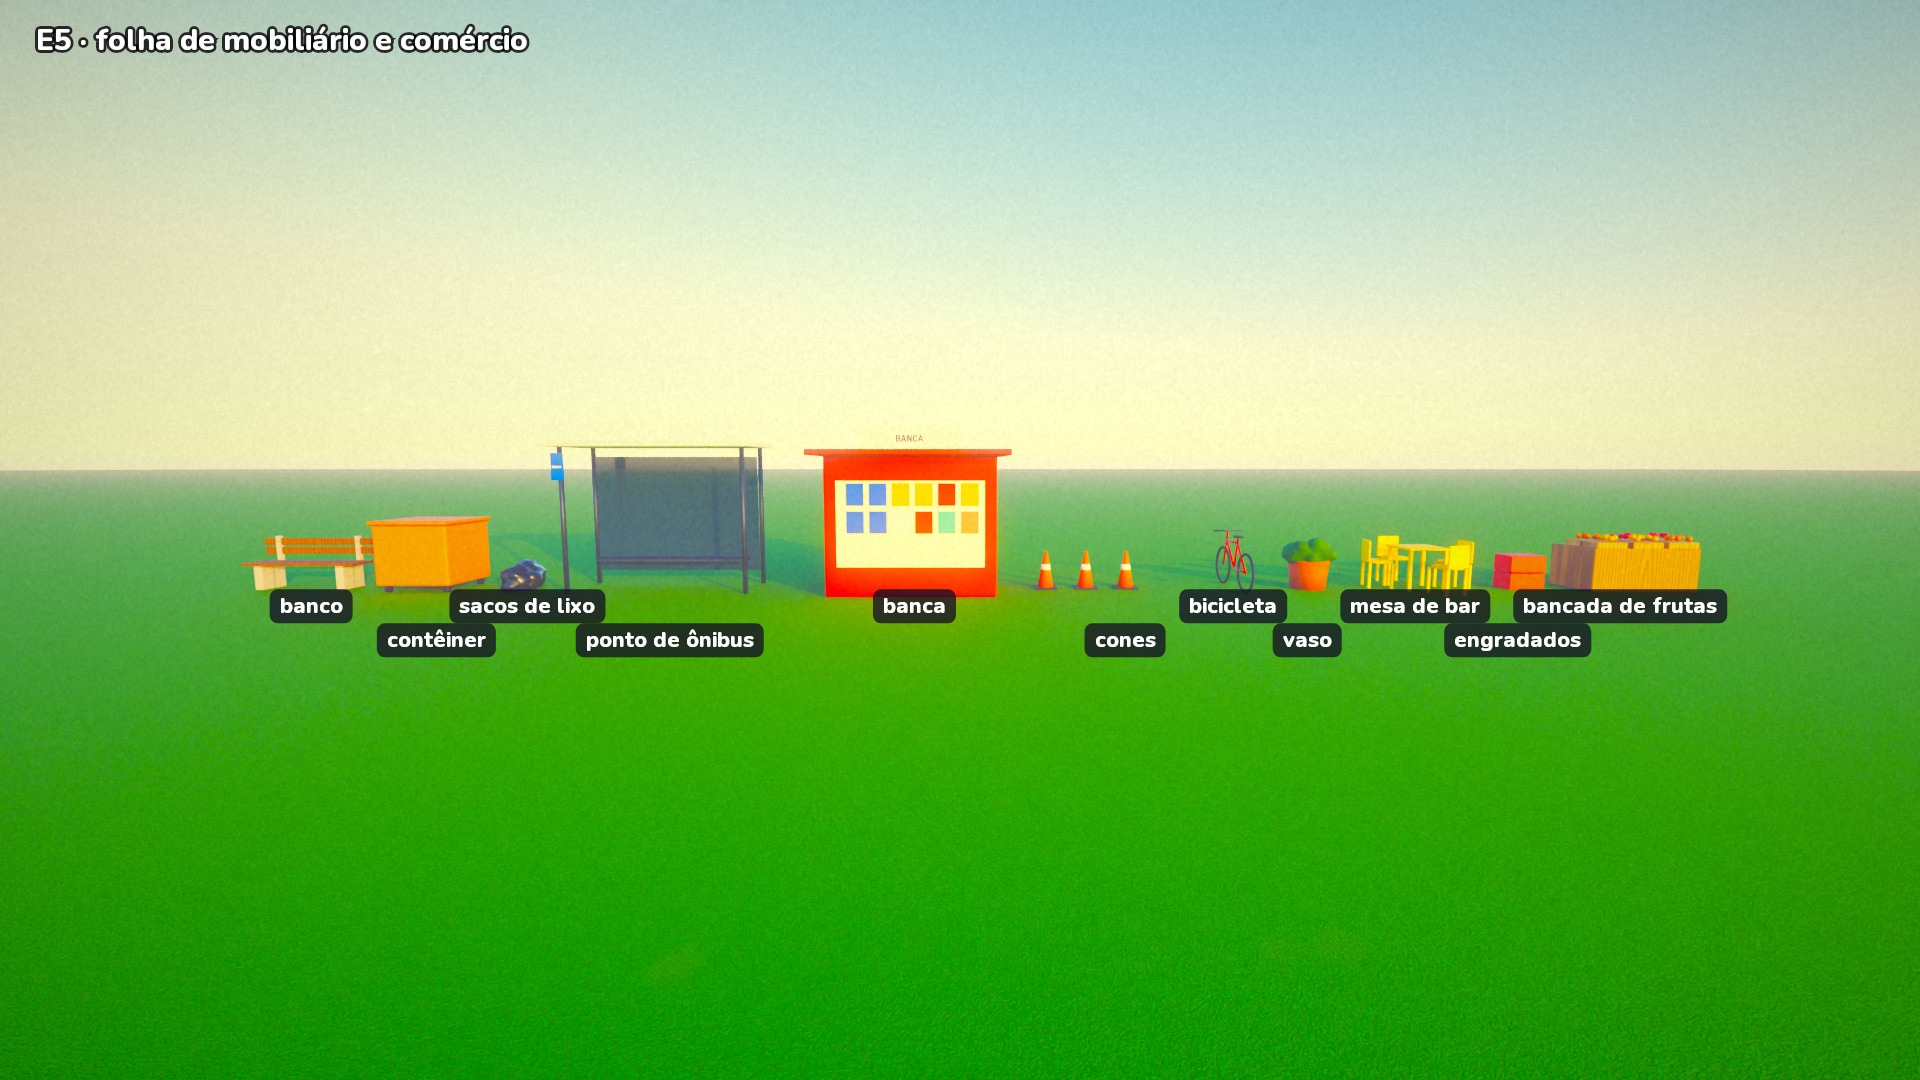 E5 · folha de mobiliário e comércio
BANCA
banco
sacos de lixo
banca
bicicleta
mesa de bar
bancada de frutas
contêiner
ponto de ônibus
cones
vaso
engradados